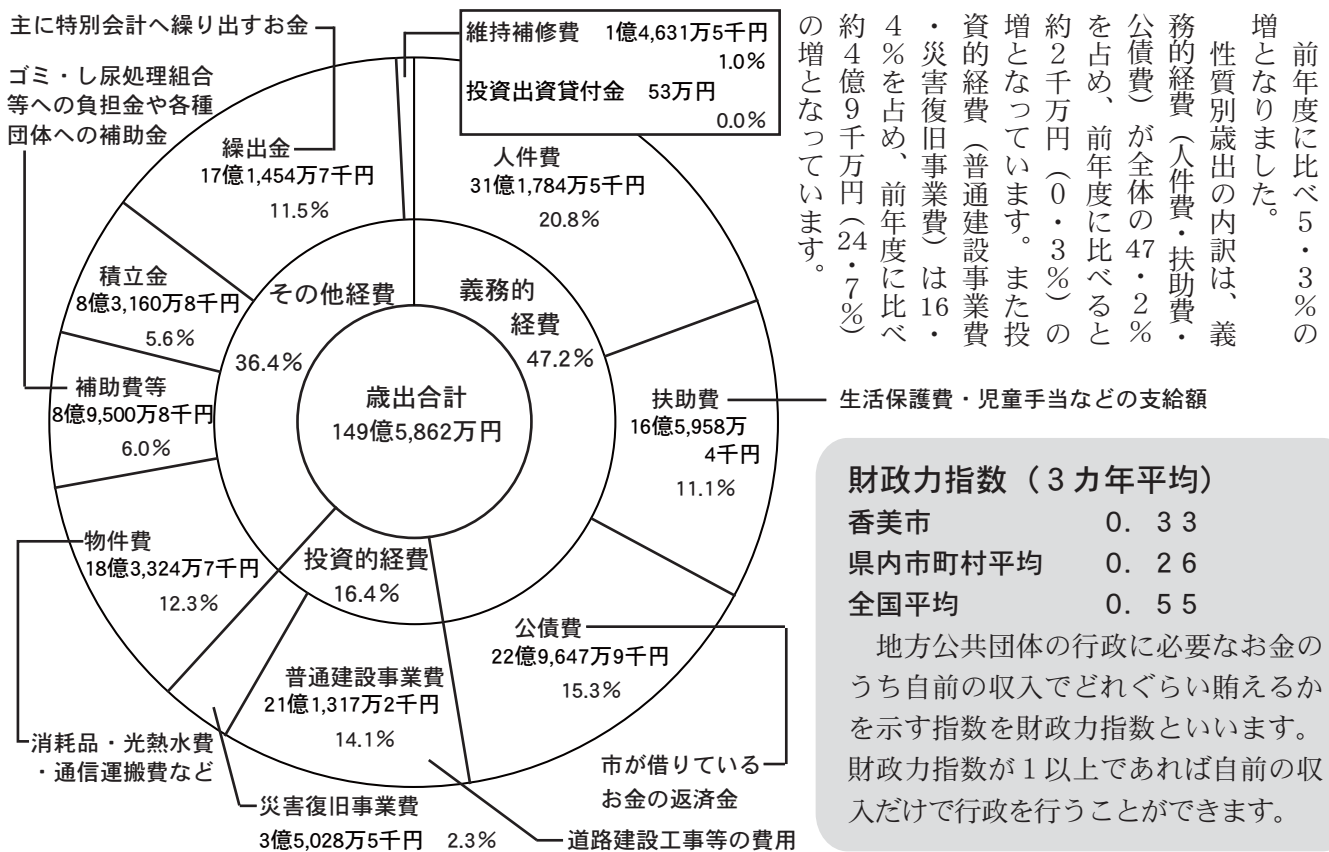 前年度に比べ５・３％の
増となりました。
性質別歳出の内訳は、義
務的経費（人件費・扶助費・
公債費）が全体の47・２％
を占め、前年度に比べると
約２千万円（０・３％）の
増となっています。また投
資的経費（普通建設事業費
・災害復旧事業費）は16・
４％を占め、前年度に比べ
約４億９千万円（24・７％）
の増となっています。
主に特別会計へ繰り出すお金
ゴミ・し尿処理組合
等への負担金や各種
団体への補助金
維持補修費 1億4,631万5千円
1.0％
投資出資貸付金 53万円
0.0％
繰出金
17億1,454万7千円
11.5％
人件費
31億1,784万5千円
20.8％
積立金
8億3,160万8千円
5.6％
その他経費
36.4％
義務的
経費
47.2％
補助費等
8億9,500万8千円
6.0％
歳出合計
149億5,862万円
扶助費
16億5,958万
4千円
11.1％
生活保護費・児童手当などの支給額
物件費
18億3,324万7千円
12.3％
投資的経費
16.4％
公債費
22億9,647万9千円
15.3％
普通建設事業費
21億1,317万2千円
14.1％
消耗品・光熱水費
・通信運搬費など
市が借りている
お金の返済金
災害復旧事業費
3億5,028万5千円 2.3％
道路建設工事等の費用
財政力指数（３カ年平均）
香美市 ０．３３
県内市町村平均 ０．２６
全国平均 ０．５５
地方公共団体の行政に必要なお金の
うち自前の収入でどれぐらい賄えるか
を示す指数を財政力指数といいます。
財政力指数が１以上であれば自前の収
入だけで行政を行うことができます。